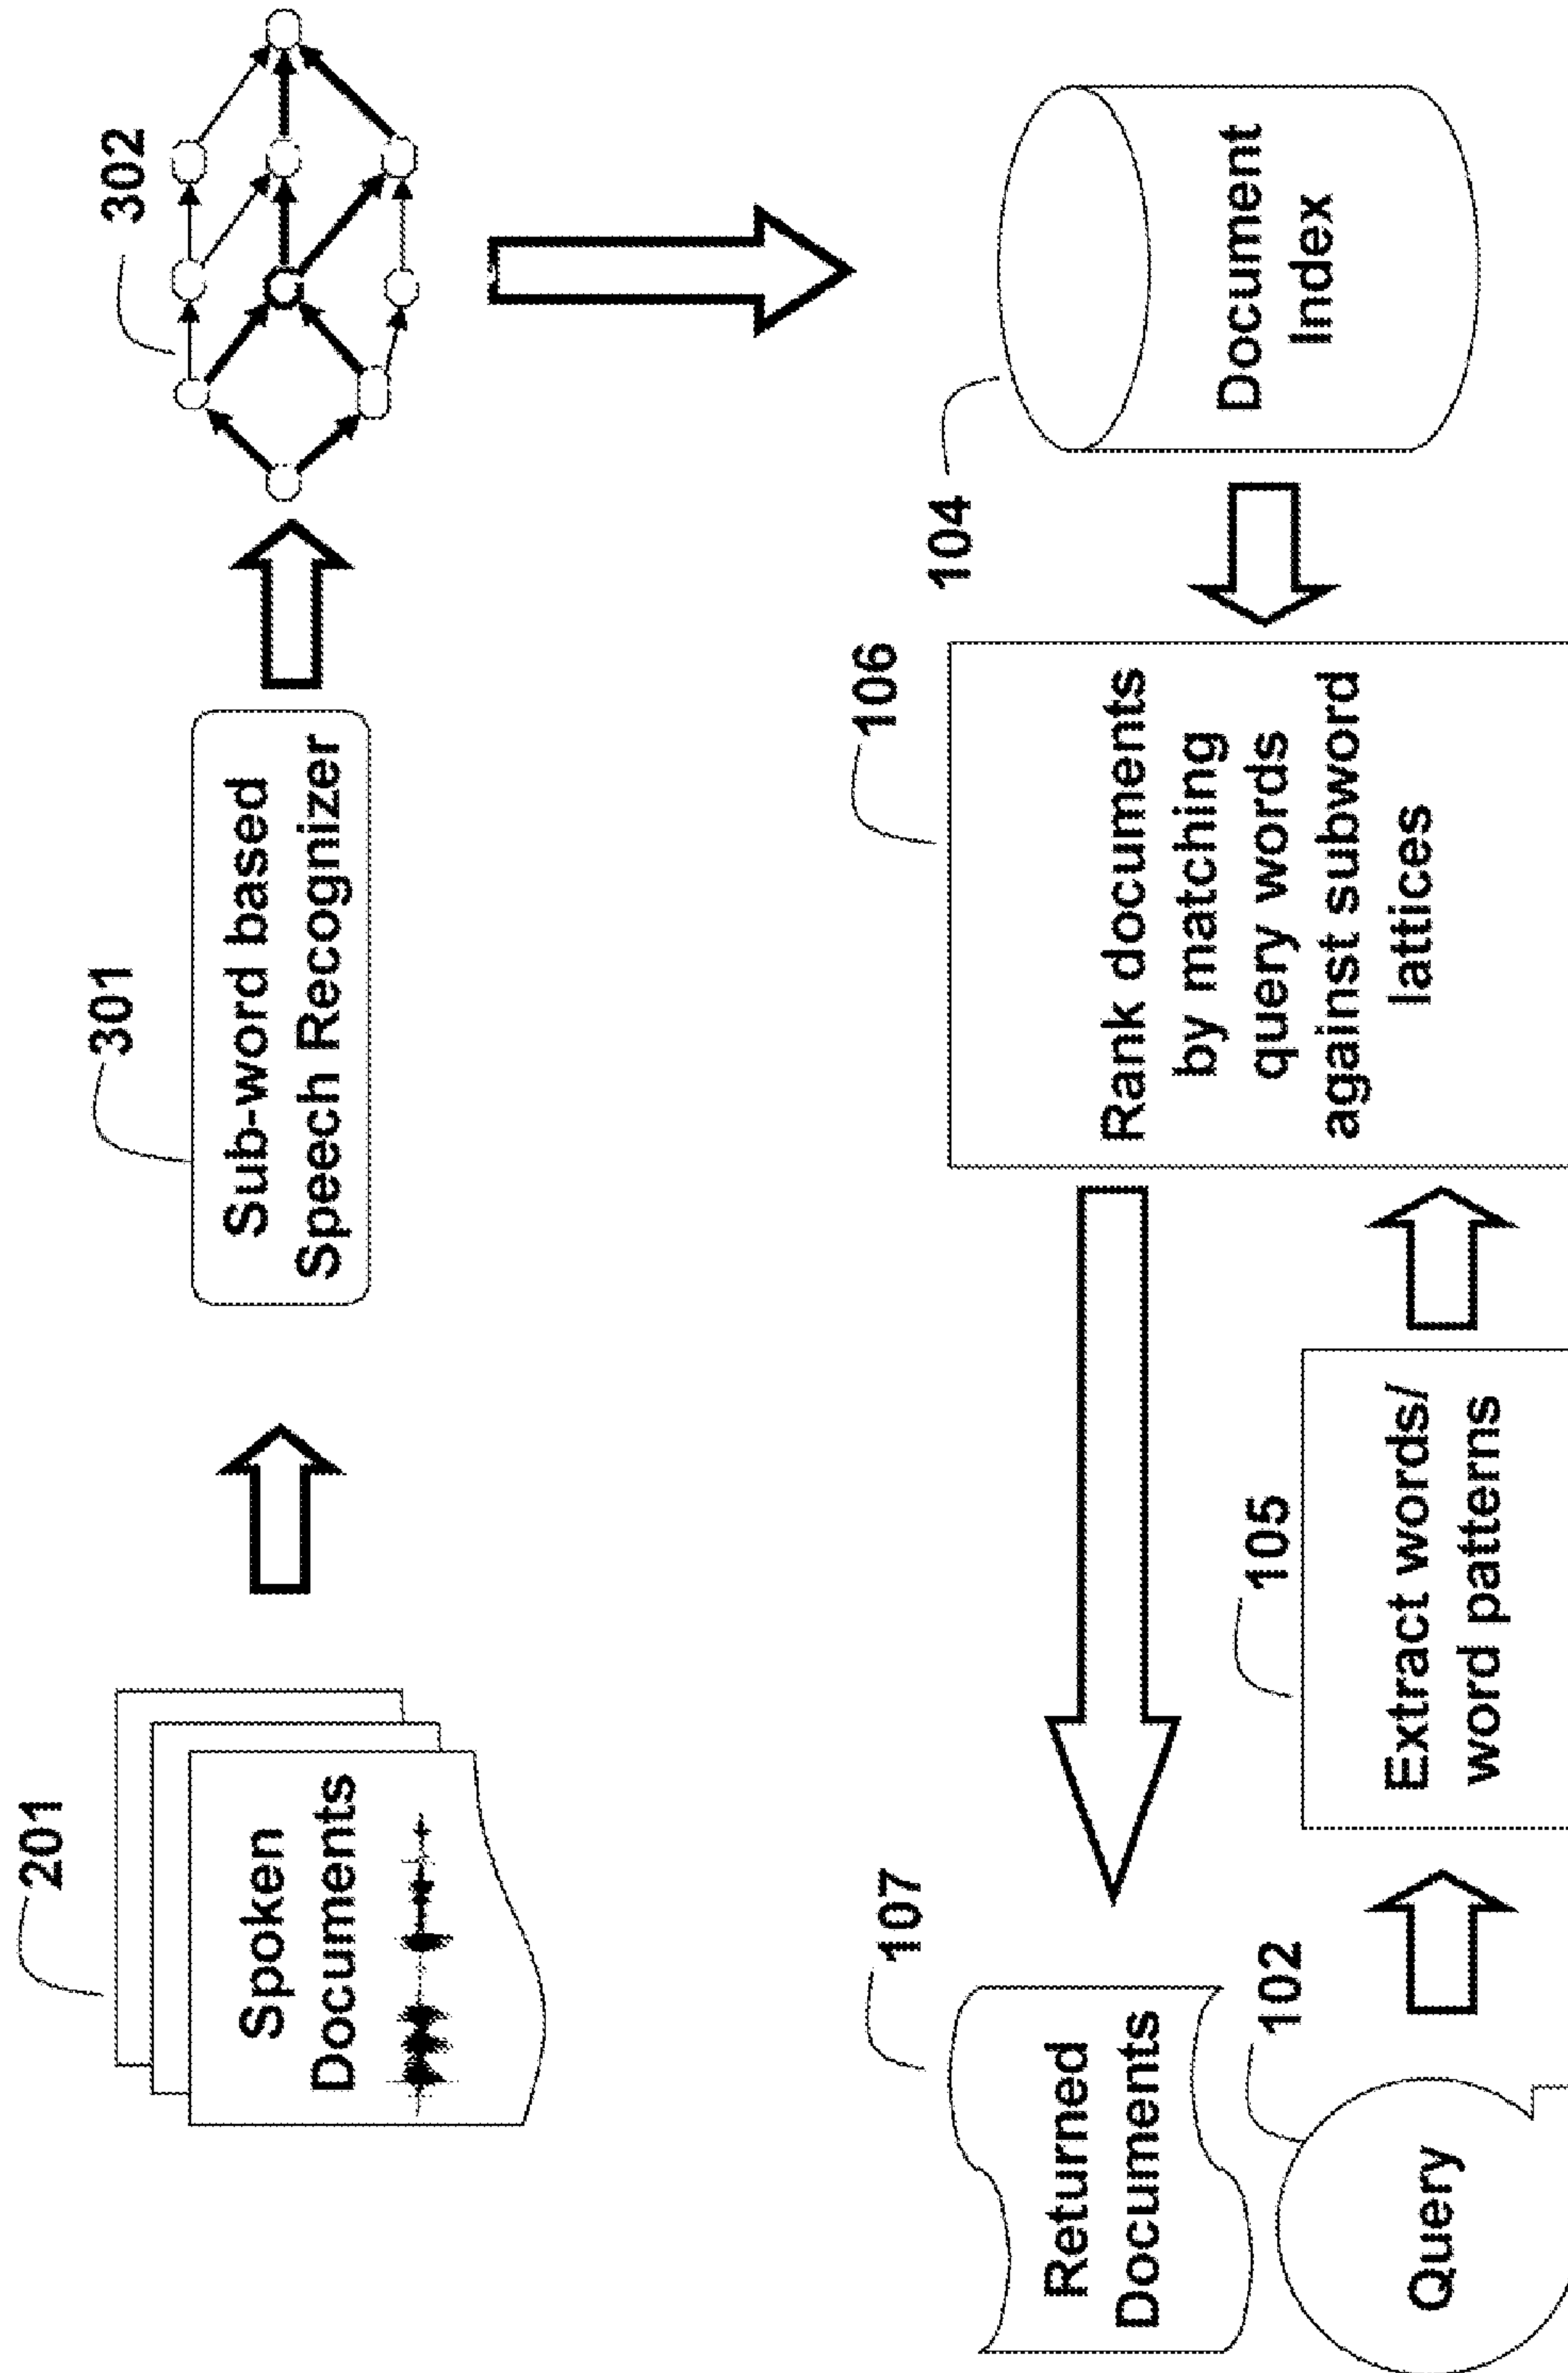 201
Spoken
Documents
301
Sub-word based
Speech Recognizer
302
107
Returned
Documents
106
Rank documents
by matching
query words
against subword
lattices
104
Document
Index
102
Query
105
Extract words/
word patterns